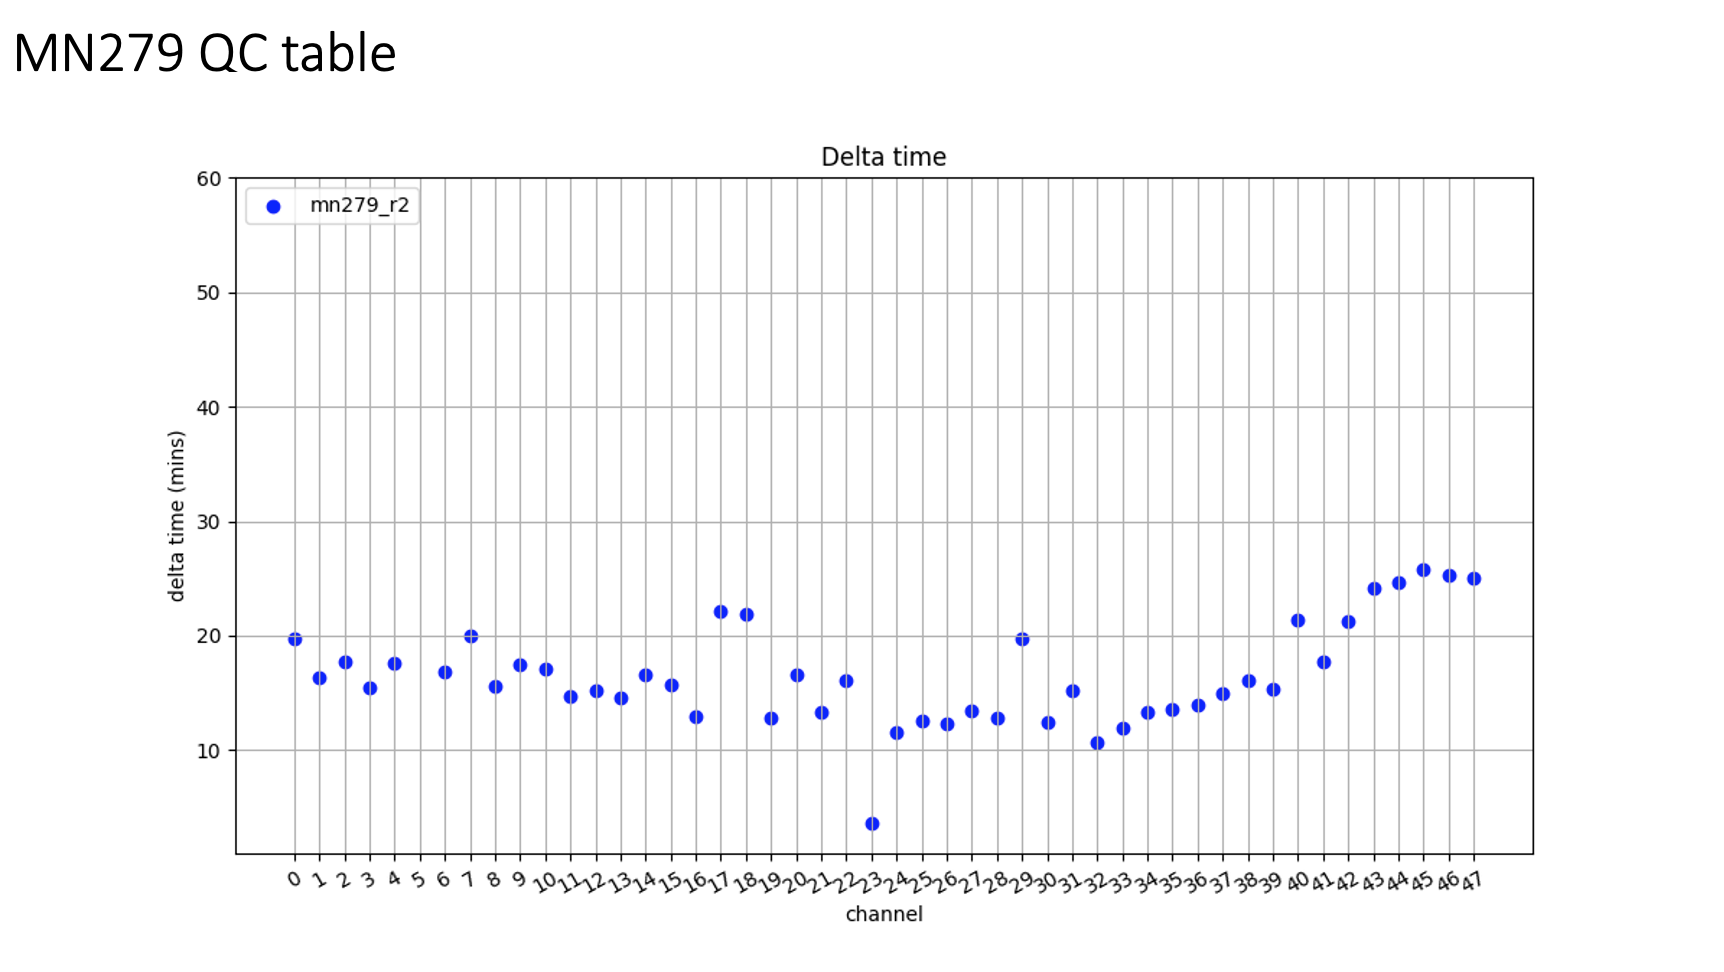 MN279 QC table
Delta time
mn279_r2
60
50
40
30
20
10
delta time (mins)
0 1 2 3 4 5 6 7 8 9 10 11 12 13 14 15 16 17 18 19 20 21 22 23 24 25 26 27 28 29 30 31 32 33 34 35 36 37 38 39 40 41 42 43 44 45 46 47
channel